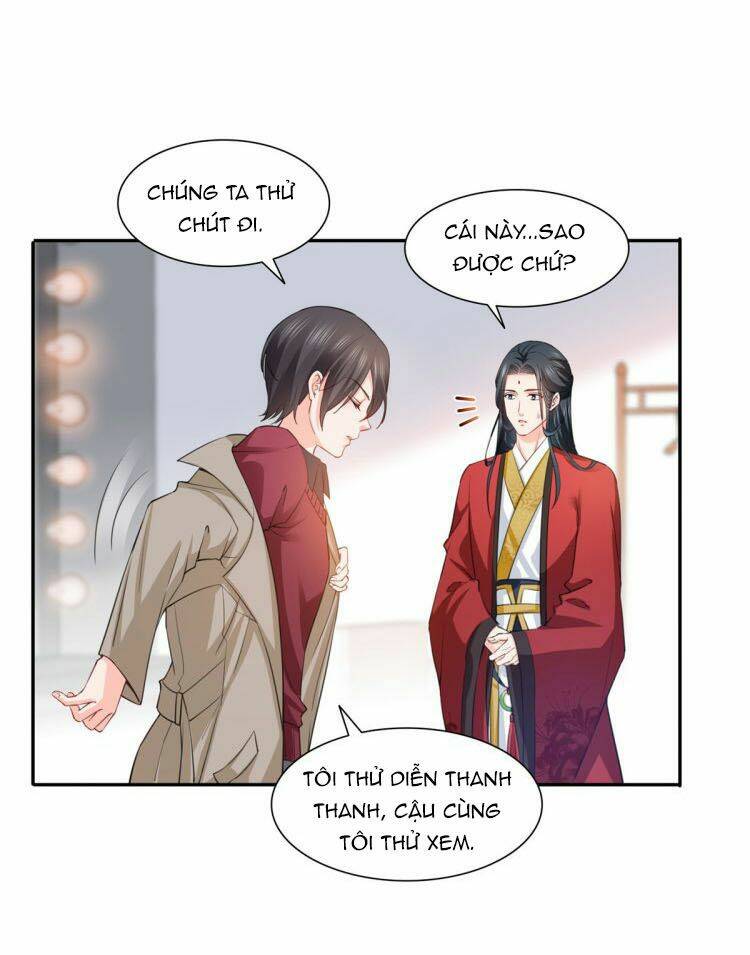 CHÚNG TA THỬ
CHÚT ĐI.
CÁI NÀY...SAO
ĐƯỢC CHỨ?
TÔI THỬ DIỄN THANH
THANH, CẬU CÙNG
TÔI THỬ XEM.